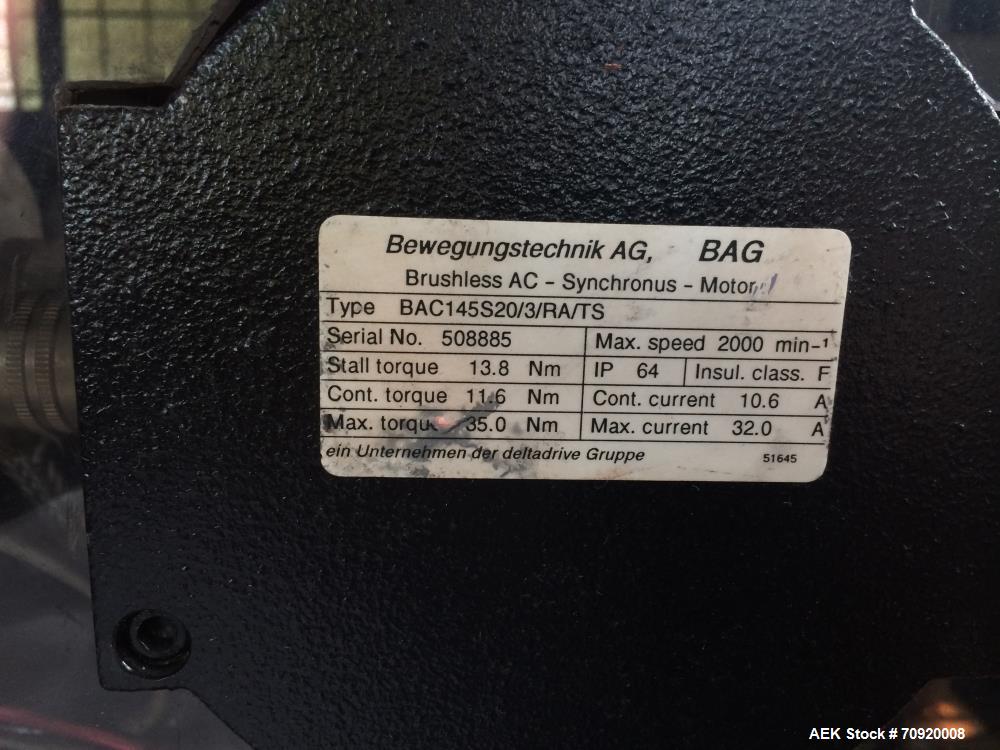 Bewegungstechnik AG, BAG
Brushless AC - Synchronus - Motor
Type BAC145S20/3/RA/TS
Serial No. 508885 Max. speed 2000 min-¹
Stall torque 13.8 Nm IP 64 Insul. class. F
Cont. torque 11.6 Nm Cont. current 10.6 A
Max. torque 35.0 Nm Max. current 32.0 A
ein Unternehmen der deltadrive Gruppe 51645
AEK Stock # 70920008